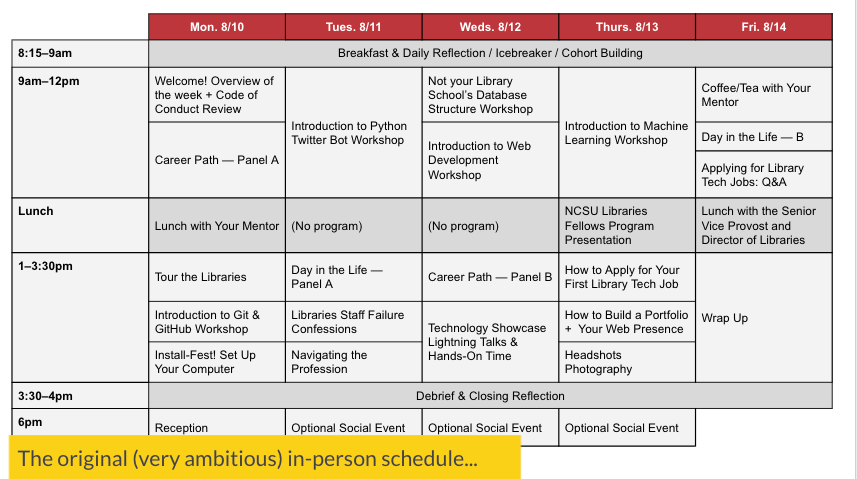 Mon. 8/10 Tues. 8/11 Weds. 8/12 Thurs. 8/13 Fri. 8/14
8:15–9am
Breakfast & Daily Reflection / Icebreaker / Cohort Building
9am–12pm
Welcome! Overview of
the week + Code of
Conduct Review
Career Path — Panel A
Introduction to Python
Twitter Bot Workshop
Not your Library
School's Database
Structure Workshop
Introduction to Web
Development
Workshop
Introduction to Machine
Learning Workshop
Coffee/Tea with Your
Mentor
Day in the Life — B
Applying for Library
Tech Jobs: Q&A
Lunch
Lunch with Your Mentor
(No program)
(No program)
NCSU Libraries
Fellows Program
Presentation
Lunch with the Senior
Vice Provost and
Director of Libraries
1–3:30pm
Tour the Libraries
Introduction to Git &
GitHub Workshop
Install-Fest! Set Up
Your Computer
Day in the Life —
Panel A
Libraries Staff Failure
Confessions
Navigating the
Profession
Career Path — Panel B
Technology Showcase
Lightning Talks &
Hands-On Time
How to Apply for Your
First Library Tech Job
How to Build a Portfolio
+ Your Web Presence
Headshots
Photography
Wrap Up
3:30–4pm
Debrief & Closing Reflection
6pm
Reception
Optional Social Event
Optional Social Event
Optional Social Event
The original (very ambitious) in-person schedule...